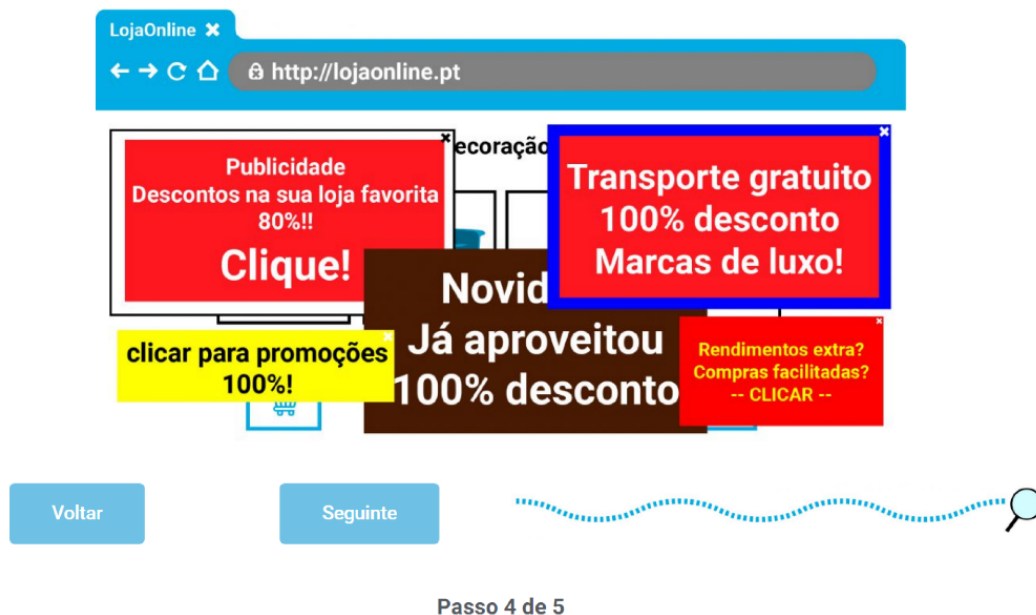 LojaOnline
http://lojaonline.pt
ecoração
Publicidade
Descontos na sua loja favorita
80%!!
Clique!
Transporte gratuito
100% desconto
Marcas de luxo!
Novid
Já aproveitou
100% desconto
clicar para promoções
100%!
Rendimentos extra?
Compras facilitadas?
-- CLICAR --
Voltar
Seguinte
Passo 4 de 5